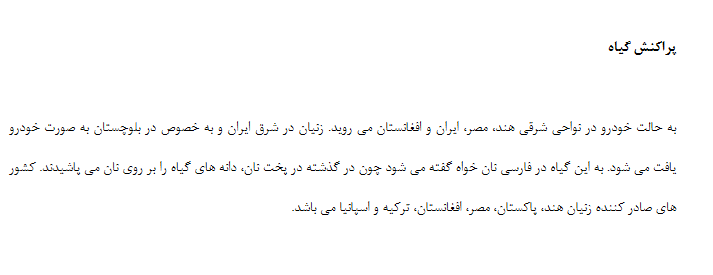 پراکنش گیاه
به حالت خودرو در نواحی شرقی هند، مصر، ایران و افغانستان می روید. زنیان در شرق ایران و به خصوص در بلوچستان به صورت خودرو
یافت می شود. به این گیاه در فارسی نان خواه گفته می شود چون در گذشته در پخت نان، دانه های گیاه را بر روی نان می پاشیدند. کشور
های صادر کننده زنیان هند، پاکستان، مصر، افغانستان، ترکیه و اسپانیا می باشد.